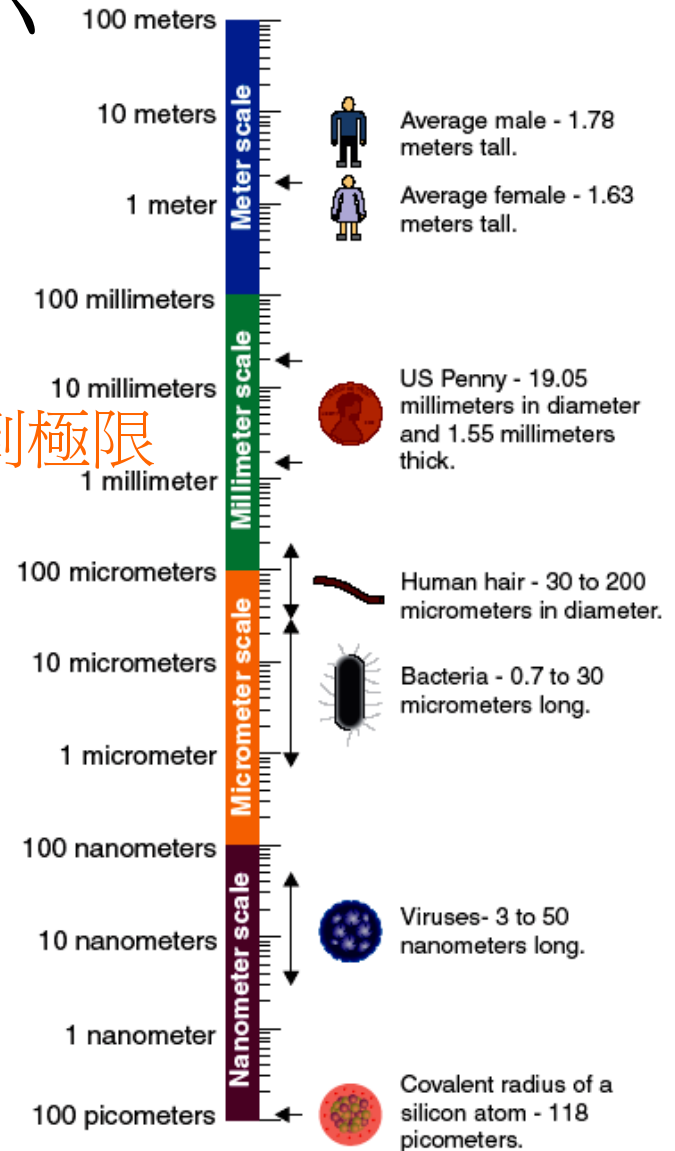 100 meters
10 meters
1 meter
100 millimeters
10 millimeters
1 millimeter
100 micrometers
10 micrometers
1 micrometer
100 nanometers
10 nanometers
1 nanometer
100 picometers
Meter scale
Millimeter scale
Micrometer scale
Nanometer scale
Average male - 1.78
meters tall.
Average female - 1.63
meters tall.
US Penny - 19.05
millimeters in diameter
and 1.55 millimeters
thick.
Human hair - 30 to 200
micrometers in diameter.
Bacteria - 0.7 to 30
micrometers long.
Viruses- 3 to 50
nanometers long.
Covalent radius of a
silicon atom - 118
picometers.
極限